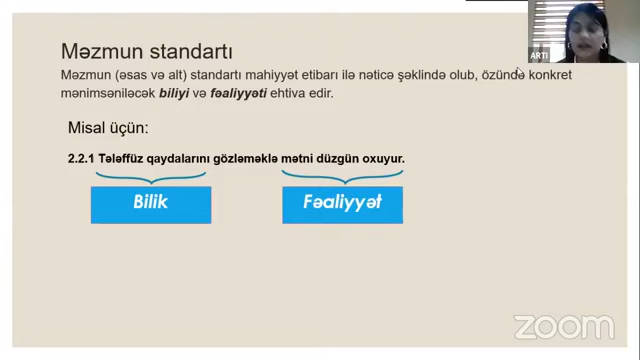 Məzmun standartı
Məzmun (əsas və alt) standartı mahiyyət etibarı ilə nəticə şəklində olub, özündə konkret
mənimsəniləcək biliyi və fəaliyyəti ehtiva edir.
Misal üçün:
2.2.1 Tələffüz qaydalarını gözləməklə mətni düzgün oxuyur.
Bilik
Fəaliyyət
ARTI
zoom